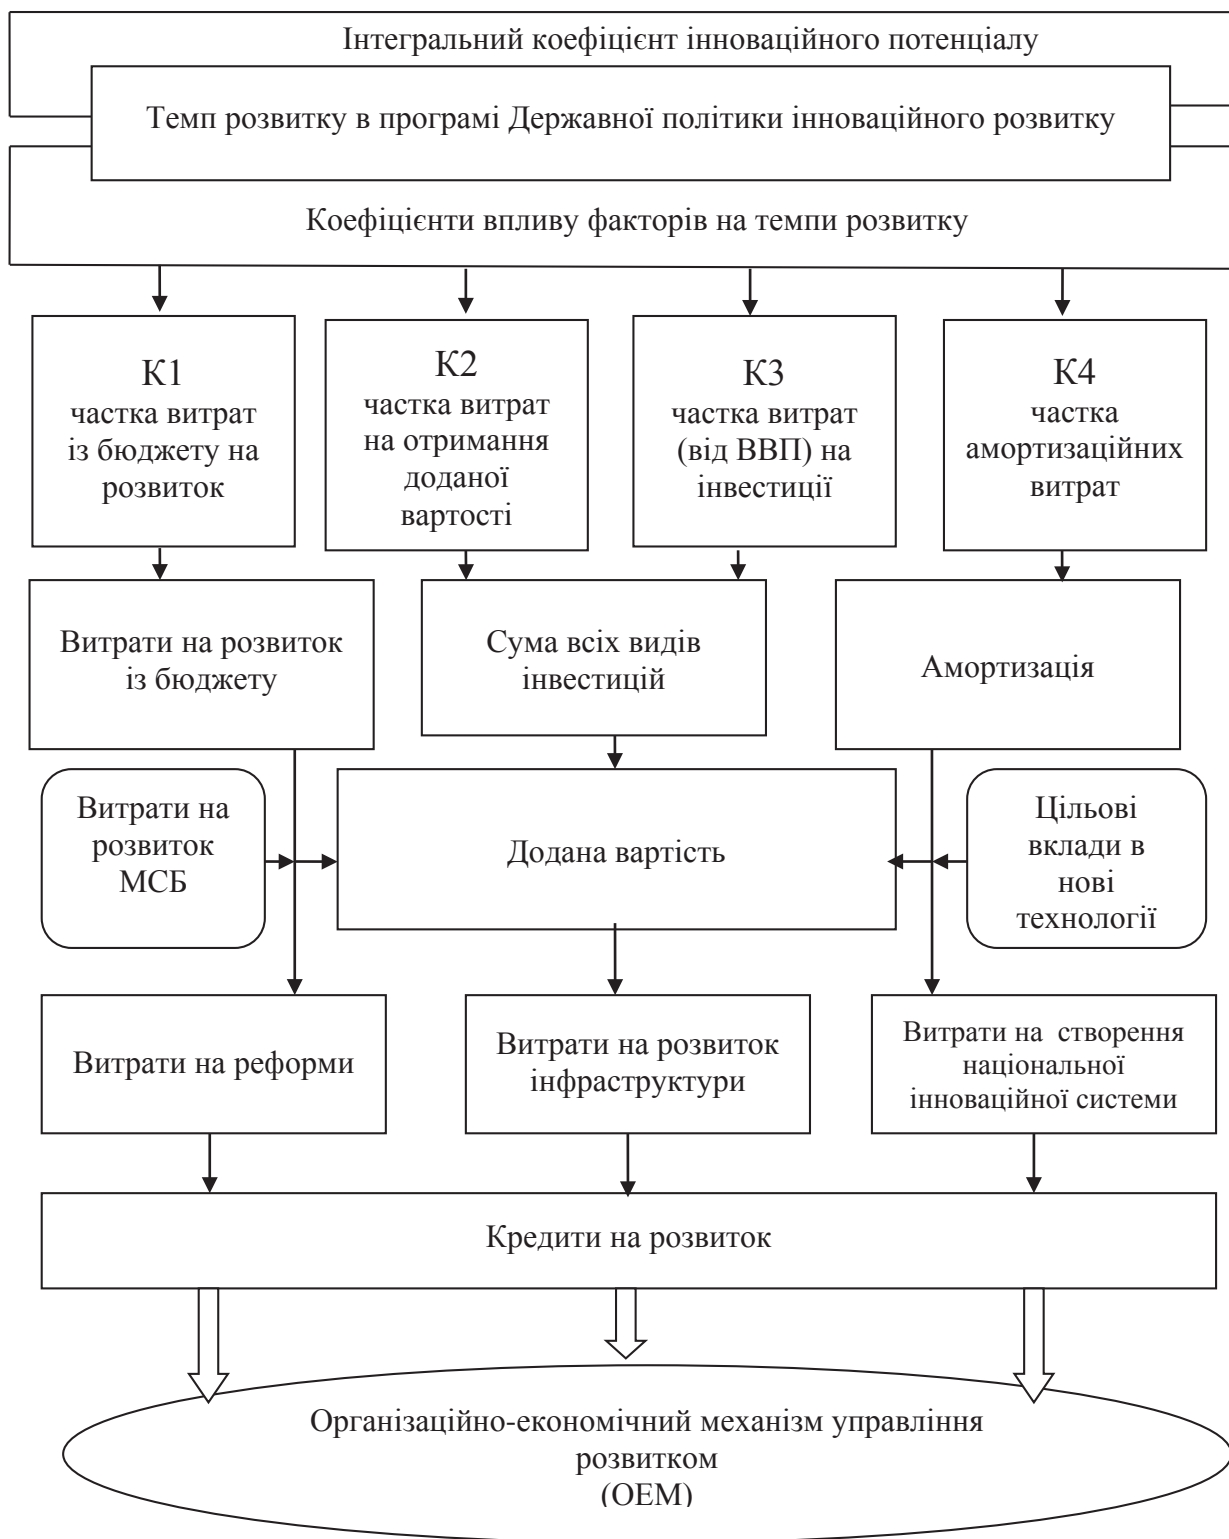 Інтегральний коефіцієнт інноваційного потенціалу
Темп розвитку в програмі Державної політики інноваційного розвитку
Коефіцієнти впливу факторів на темпи розвитку
К1
частка витрат
із бюджету на
розвиток
К2
частка витрат
на отримання
доданої
вартості
К3
частка витрат
(від ВВП) на
інвестиції
К4
частка
амортизаційних
витрат
Витрати на розвиток
із бюджету
Сума всіх видів
інвестицій
Амортизація
Витрати на
розвиток
МСБ
Додана вартість
Цільові
вклади в
нові
технології
Витрати на реформи
Витрати на розвиток
інфраструктури
Витрати на створення
національної
інноваційної системи
Кредити на розвиток
Організаційно-економічний механізм управління
розвитком
(ОЕМ)